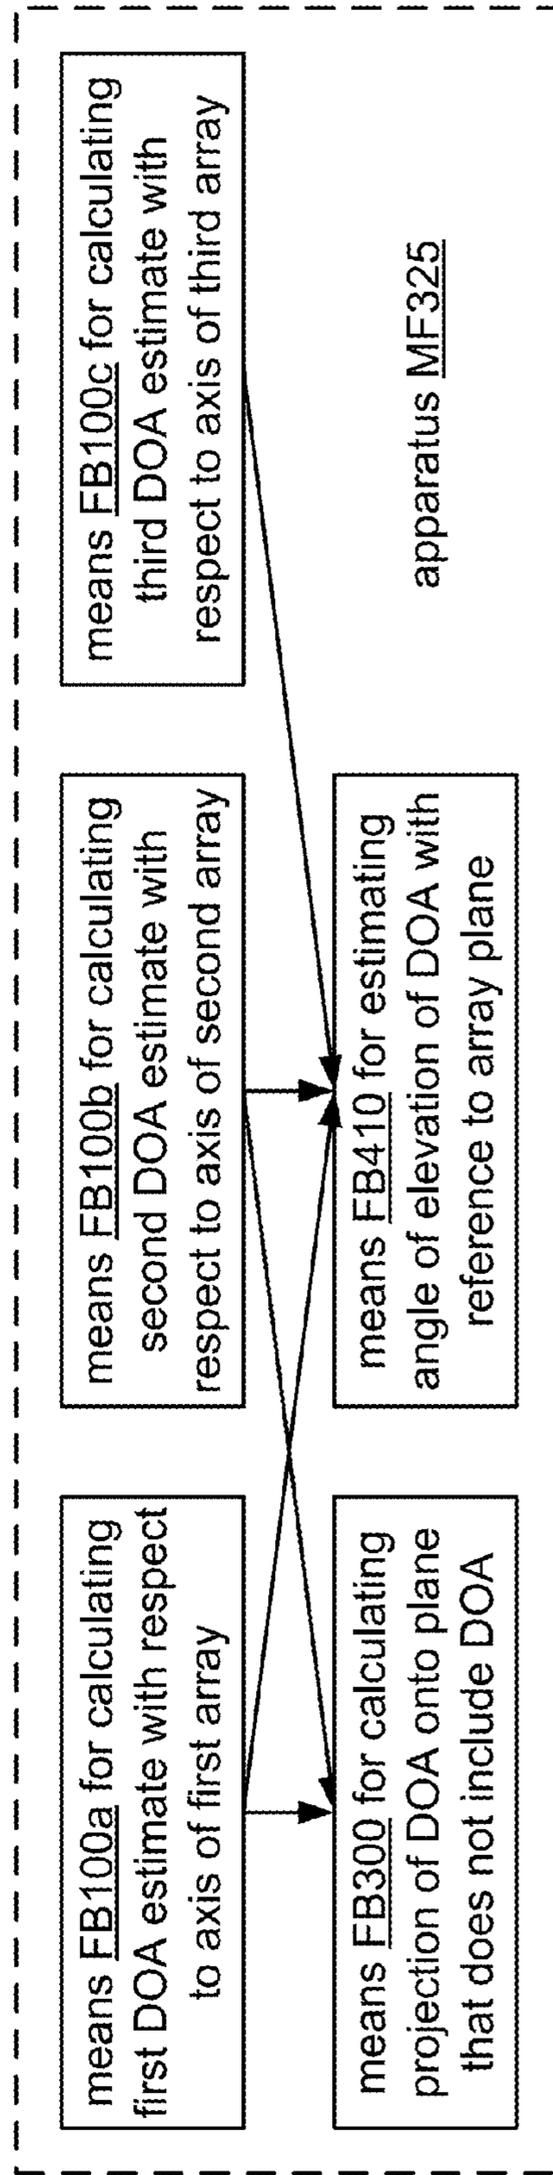 means FB100a for calculating
first DOA estimate with respect
to axis of first array
means FB100b for calculating
second DOA estimate with
respect to axis of second array
means FB100c for calculating
third DOA estimate with
respect to axis of third array
means FB300 for calculating
projection of DOA onto plane
that does not include DOA
means FB410 for estimating
angle of elevation of DOA with
reference to array plane
apparatus MF325